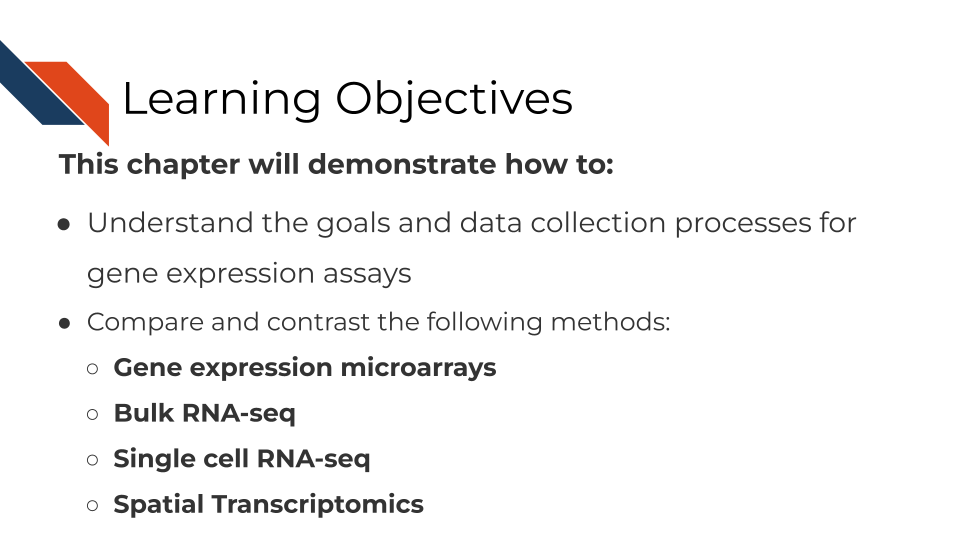 Learning Objectives
This chapter will demonstrate how to:
● Understand the goals and data collection processes for
gene expression assays
● Compare and contrast the following methods:
○ Gene expression microarrays
○ Bulk RNA-seq
○ Single cell RNA-seq
○ Spatial Transcriptomics